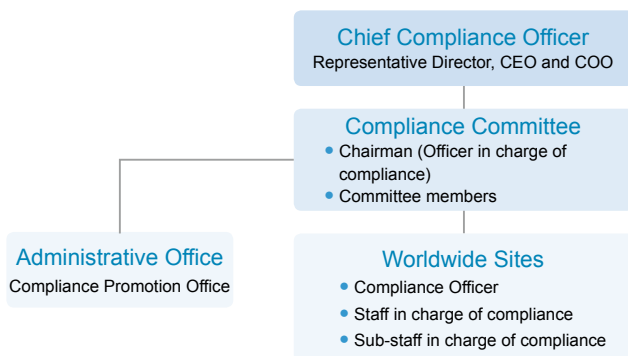 Chief Compliance Officer
Representative Director, CEO and COO
Compliance Committee
• Chairman (Officer in charge of
compliance)
• Committee members
Administrative Office
Compliance Promotion Office
Worldwide Sites
• Compliance Officer
• Staff in charge of compliance
• Sub-staff in charge of compliance